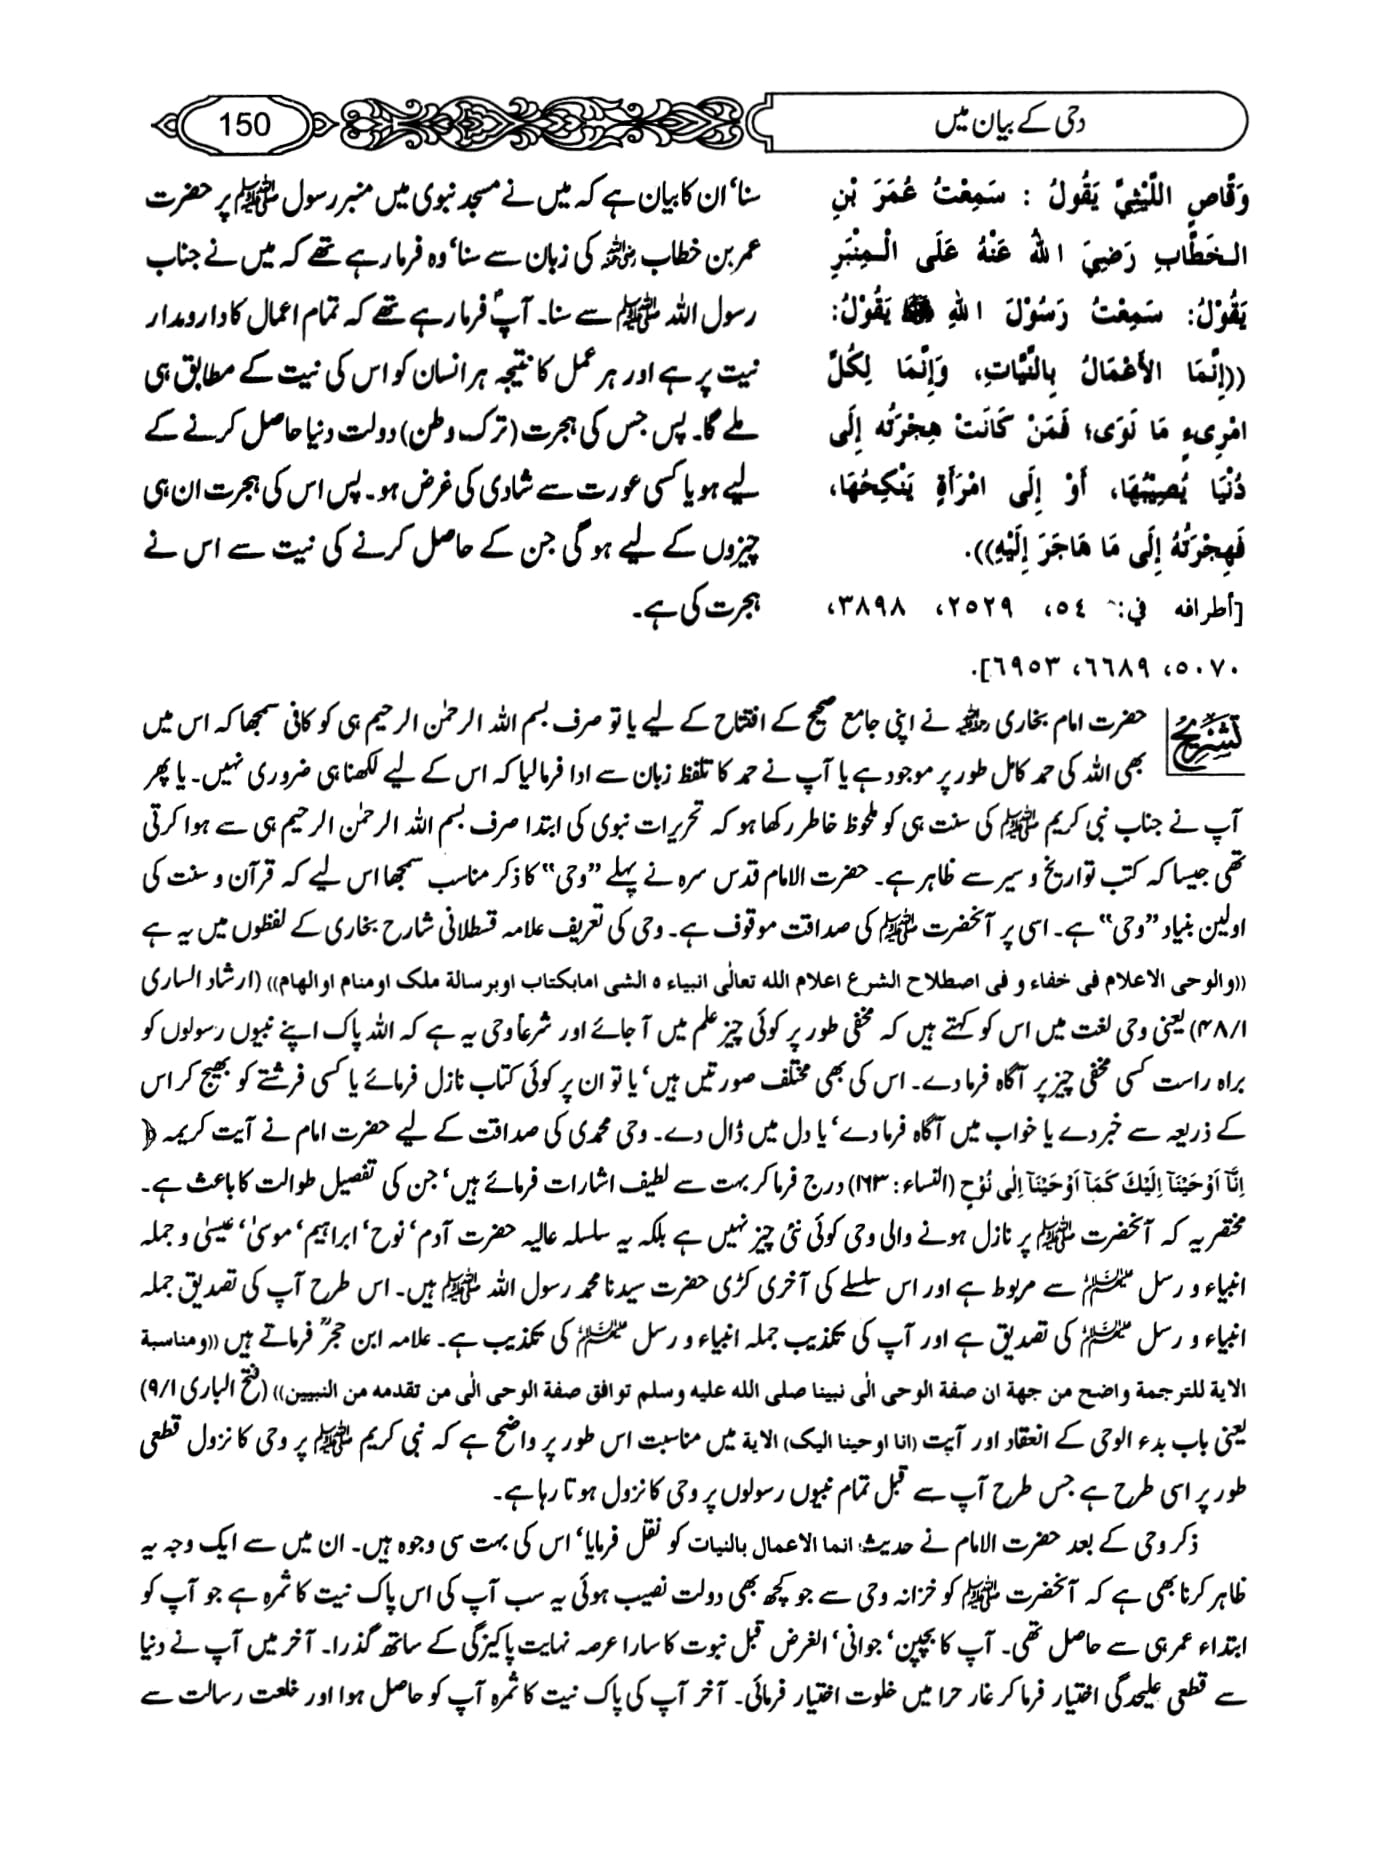 وحی کے بیان میں
150
وَقَّاصٍ اللَّيْثِيَّ يَقُولُ : سَمِعْتُ عُمَرَ بْنِ
الخَطَّابِ رَضِيَ اللهُ عَنْهُ عَلَى الْمِنْبَرِ
يَقُوْلُ: سَمِعْتُ رَسُوْلَ اللهِ ﷺ يَقُوْلُ:
((إِنَّمَا الأَعْمَالُ بِالنِّيَّاتِ، وَإِنَّمَا لِكُلِّ
امْرِىءٍ مَا نَوَى؛ فَمَنْ كَانَتْ هِجْرَتُه إِلَى
دُنْيَا يُصِيْبُهَا، أَوْ إِلَى امْرَأَةٍ يَنْكِحُهَا،
فَهِجْرَتُهُ إِلَى مَا هَاجَرَ إِلَيْهِ)).
[أطرافه في: ٥٤، ٢٥٢٩، ٣٨٩٨،
٥٠٧٠، ٦٦٨٩، ٦٩٥٣].
سنا‘ ان کا بیان ہے کہ میں نے مسجد نبوی میں منبر رسول ﷺ پر حضرت
عمر بن خطاب رضی اللہ عنہ کی زبان سے سنا‘ وہ فرما رہے تھے کہ میں نے جناب
رسول اللہ ﷺ سے سنا۔ آپؐ فرما رہے تھے کہ تمام اعمال کا دارومدار
نیت پر ہے اور ہر عمل کا نتیجہ ہر انسان کو اس کی نیت کے مطابق ہی
ملے گا۔ پس جس کی ہجرت (ترک وطن) دولت دنیا حاصل کرنے کے
لیے ہو یا کسی عورت سے شادی کی غرض ہو۔ پس اس کی ہجرت ان ہی
چیزوں کے لیے ہو گی جن کے حاصل کرنے کی نیت سے اس نے
ہجرت کی ہے۔
تشریح
حضرت امام بخاری رحمۃ اللہ علیہ نے اپنی جامع صحیح کے افتتاح کے لیے یا تو صرف بسم اللہ الرحمٰن الرحیم ہی کو کافی سمجھا کہ اس میں
بھی اللہ کی حمد کامل طور پر موجود ہے یا آپ نے حمد کا تلفظ زبان سے ادا فرما لیا کہ اس کے لیے لکھنا ہی ضروری نہیں۔ یا پھر
آپ نے جناب نبی کریم ﷺ کی سنت ہی کو ملحوظ خاطر رکھا ہو کہ تحریرات نبوی کی ابتدا صرف بسم اللہ الرحمٰن الرحیم ہی سے ہوا کرتی
تھی جیسا کہ کتب تواریخ و سیر سے ظاہر ہے۔ حضرت الامام قدس سرہ نے پہلے ”وحی“ کا ذکر مناسب سمجھا اس لیے کہ قرآن و سنت کی
اولین بنیاد ”وحی“ ہے۔ اسی پر آنحضرت ﷺ کی صداقت موقوف ہے۔ وحی کی تعریف علامہ قسطلانی شارح بخاری کے لفظوں میں یہ ہے
((والوحی الاعلام فی خفاء و فی اصطلاح الشرع اعلام اللہ تعالٰی انبیاء ہ الشی امابکتاب اوبرسالة ملک اومنام اوالہام)) (ارشاد الساری
۴۸/۱) یعنی وحی لغت میں اس کو کہتے ہیں کہ مخفی طور پر کوئی چیز علم میں آ جائے اور شرعاً وحی یہ ہے کہ اللہ پاک اپنے نبیوں رسولوں کو
براہ راست کسی مخفی چیز پر آگاہ فرما دے۔ اس کی بھی مختلف صورتیں ہیں‘ یا تو ان پر کوئی کتاب نازل فرمائے یا کسی فرشتے کو بھیج کر اس
کے ذریعہ سے خبر دے یا خواب میں آگاہ فرما دے‘ یا دل میں ڈال دے۔ وحی محمدی کی صداقت کے لیے حضرت امام نے آیت کریمہ ﴿
اِنَّآ اَوْحَيْنَآ اِلَيْكَ كَمَآ اَوْحَيْنَآ اِلٰى نُوْحٍ (النساء : ۱۶۳) درج فرما کر بہت سے لطیف اشارات فرمائے ہیں‘ جن کی تفصیل طوالت کا باعث ہے۔
مختصر یہ کہ آنحضرت ﷺ پر نازل ہونے والی وحی کوئی نئی چیز نہیں ہے بلکہ یہ سلسلہ عالیہ حضرت آدم‘ نوح‘ ابراہیم‘ موسیٰ‘ عیسیٰ و جملہ
انبیاء و رسل علیہم السلام سے مربوط ہے اور اس سلسلے کی آخری کڑی حضرت سیدنا محمد رسول اللہ ﷺ ہیں۔ اس طرح آپ کی تصدیق جملہ
انبیاء و رسل علیہم السلام کی تصدیق ہے اور آپ کی تکذیب جملہ انبیاء و رسل علیہم السلام کی تکذیب ہے۔ علامہ ابن حجرؒ فرماتے ہیں ((ومناسبة
الایة للترجمة واضح من جهة ان صفة الوحی الٰی نبینا صلی الله علیه وسلم توافق صفة الوحی الٰی من تقدمه من النبیین)) (فتح الباری ۹/۱)
یعنی باب بدء الوحی کے انعقاد اور آیت (انا اوحینا الیک) الایة میں مناسبت اس طور پر واضح ہے کہ نبی کریم ﷺ پر وحی کا نزول قطعی
طور پر اسی طرح ہے جس طرح آپ سے قبل تمام نبیوں رسولوں پر وحی کا نزول ہوتا رہا ہے۔
ذکر وحی کے بعد حضرت الامام نے حدیث انما الاعمال بالنیات کو نقل فرمایا‘ اس کی بہت سی وجوہ ہیں۔ ان میں سے ایک وجہ یہ
ظاہر کرنا بھی ہے کہ آنحضرت ﷺ کو خزانہ وحی سے جو کچھ بھی دولت نصیب ہوئی یہ سب آپ کی اس پاک نیت کا ثمرہ ہے جو آپ کو
ابتداء عمر ہی سے حاصل تھی۔ آپ کا بچپن‘ جوانی‘ الغرض قبل نبوت کا سارا عرصہ نہایت پاکیزگی کے ساتھ گذرا۔ آخر میں آپ نے دنیا
سے قطعی علیحدگی اختیار فرما کر غار حرا میں خلوت اختیار فرمائی۔ آخر آپ کی پاک نیت کا ثمرہ آپ کو حاصل ہوا اور خلعت رسالت سے